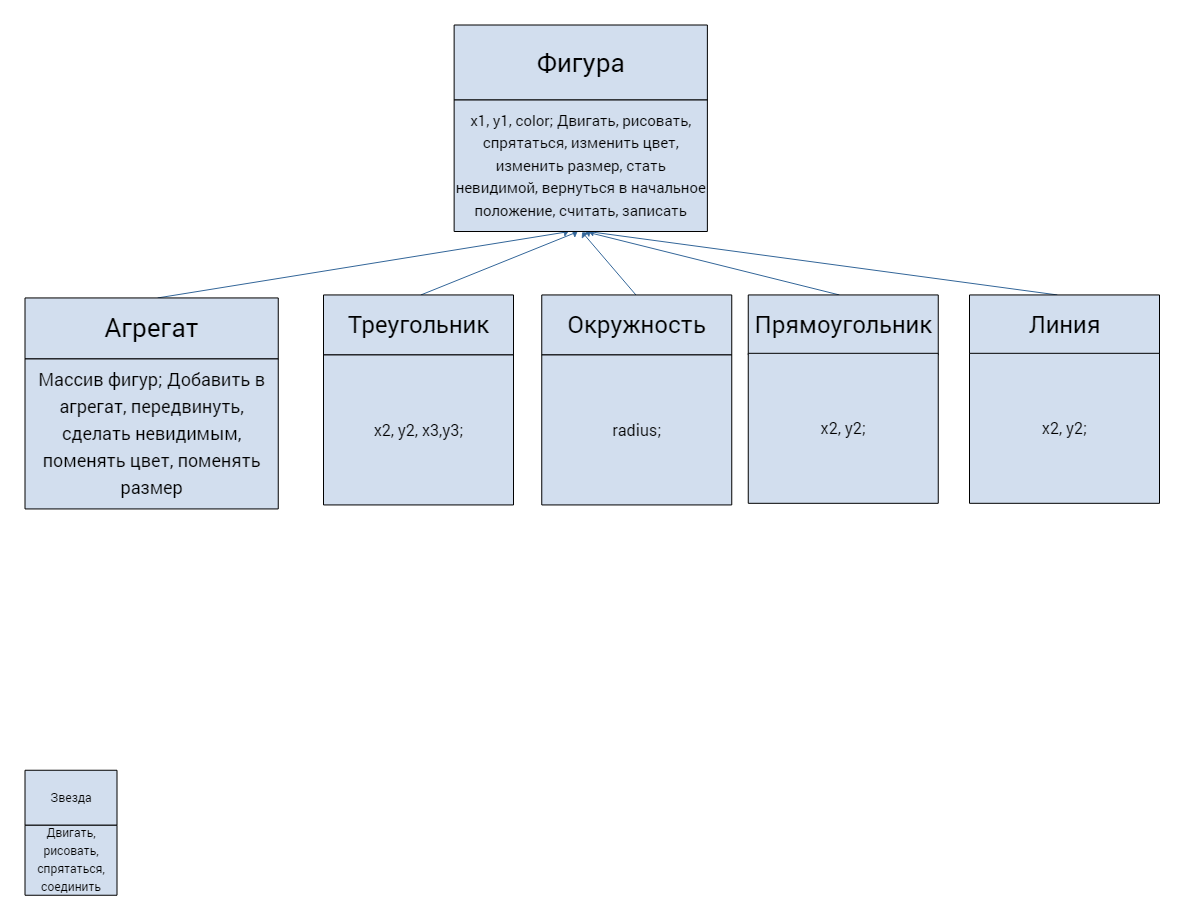 Фигура
x1, y1, color; Двигать, рисовать,
спрятаться, изменить цвет,
изменить размер, стать
невидимой, вернуться в начальное
положение, считать, записать
Агрегат
Массив фигур; Добавить в
агрегат, передвинуть,
сделать невидимым,
поменять цвет, поменять
размер
Треугольник
x2, y2, x3,y3;
Окружность
radius;
Прямоугольник
x2, y2;
Линия
x2, y2;
Звезда
Двигать,
рисовать,
спрятаться,
соединить